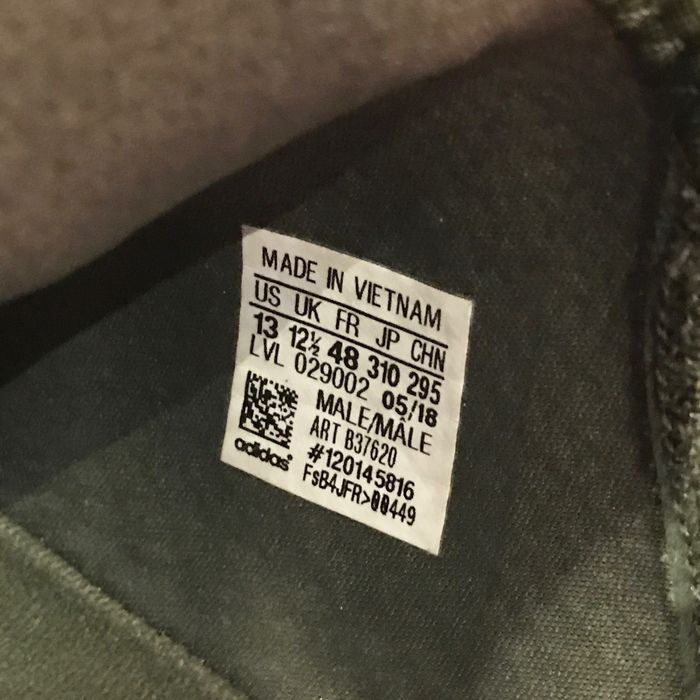 MADE IN VIETNAM
US UK FR JP CHN
13 12½ 48 310 295
LVL 029002 05/18
MALE/MÂLE
ART B37620
#120145816
adidas® FsB4JFR>00449